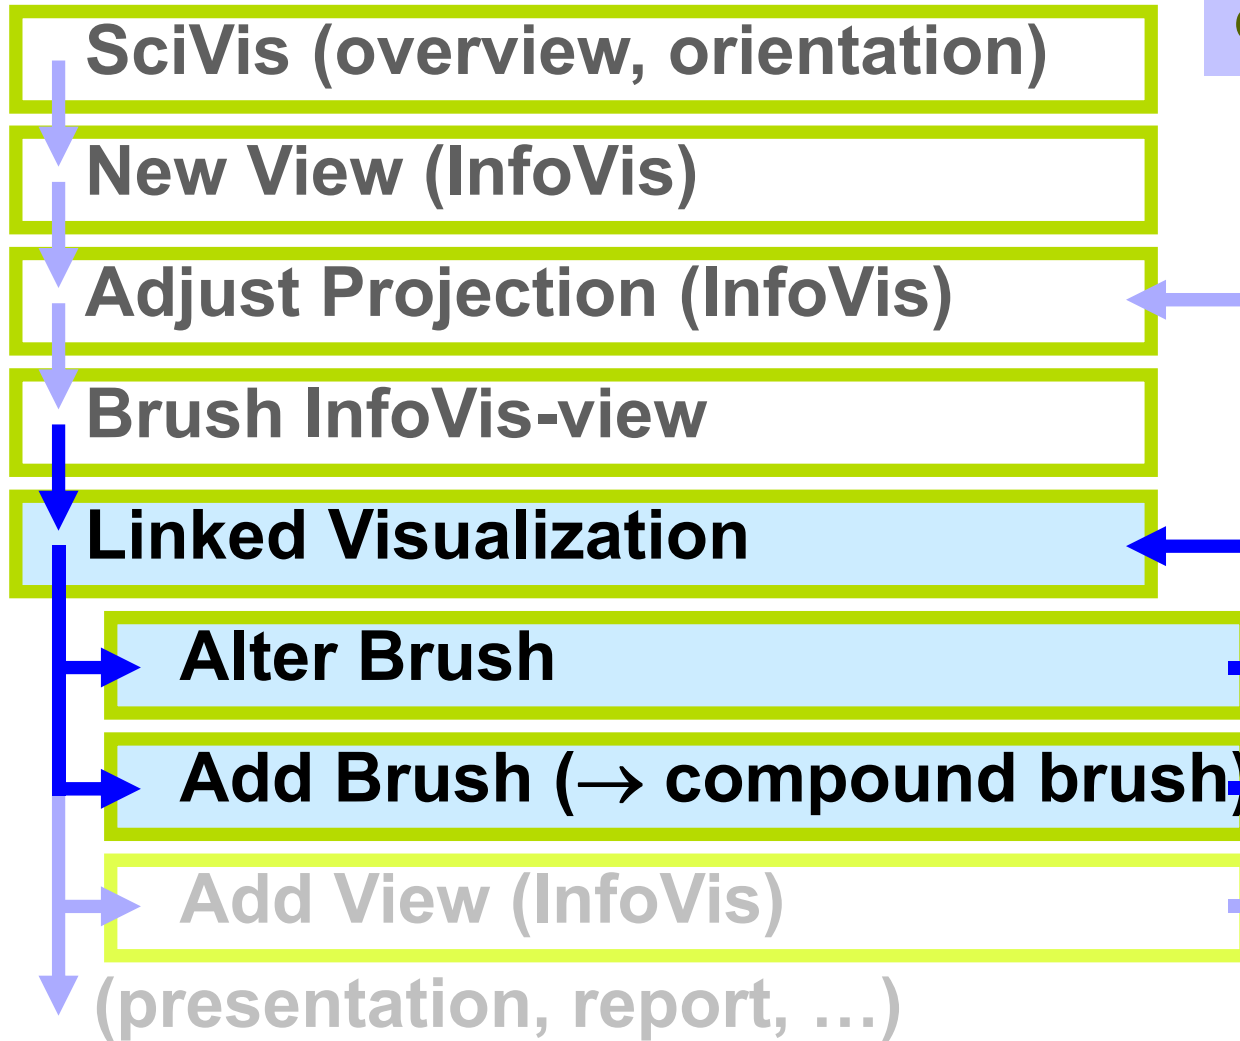 SciVis (overview, orientation)
New View (InfoVis)
Adjust Projection (InfoVis)
Brush InfoVis-view
Linked Visualization
Alter Brush
Add Brush (→ compound brush)
Add View (InfoVis)
(presentation, report, …)